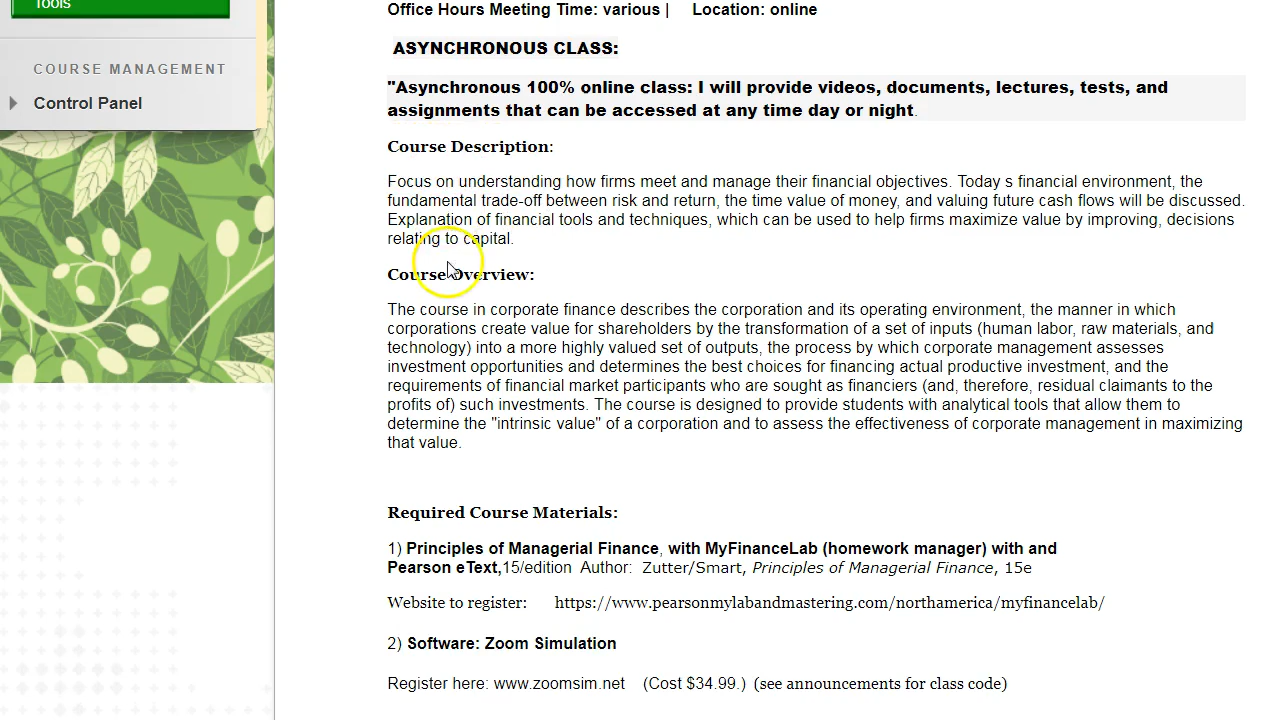 Tools
COURSE MANAGEMENT
Control Panel
Office Hours Meeting Time: various | Location: online
ASYNCHRONOUS CLASS:
"Asynchronous 100% online class: I will provide videos, documents, lectures, tests, and
assignments that can be accessed at any time day or night.
Course Description:
Focus on understanding how firms meet and manage their financial objectives. Today s financial environment, the
fundamental trade-off between risk and return, the time value of money, and valuing future cash flows will be discussed.
Explanation of financial tools and techniques, which can be used to help firms maximize value by improving, decisions
relating to capital.
Course Overview:
The course in corporate finance describes the corporation and its operating environment, the manner in which
corporations create value for shareholders by the transformation of a set of inputs (human labor, raw materials, and
technology) into a more highly valued set of outputs, the process by which corporate management assesses
investment opportunities and determines the best choices for financing actual productive investment, and the
requirements of financial market participants who are sought as financiers (and, therefore, residual claimants to the
profits of) such investments. The course is designed to provide students with analytical tools that allow them to
determine the "intrinsic value" of a corporation and to assess the effectiveness of corporate management in maximizing
that value.
Required Course Materials:
1) Principles of Managerial Finance, with MyFinanceLab (homework manager) with and
Pearson eText,15/edition Author: Zutter/Smart, Principles of Managerial Finance, 15e
Website to register: https://www.pearsonmylabandmastering.com/northamerica/myfinancelab/
2) Software: Zoom Simulation
Register here: www.zoomsim.net (Cost $34.99.) (see announcements for class code)